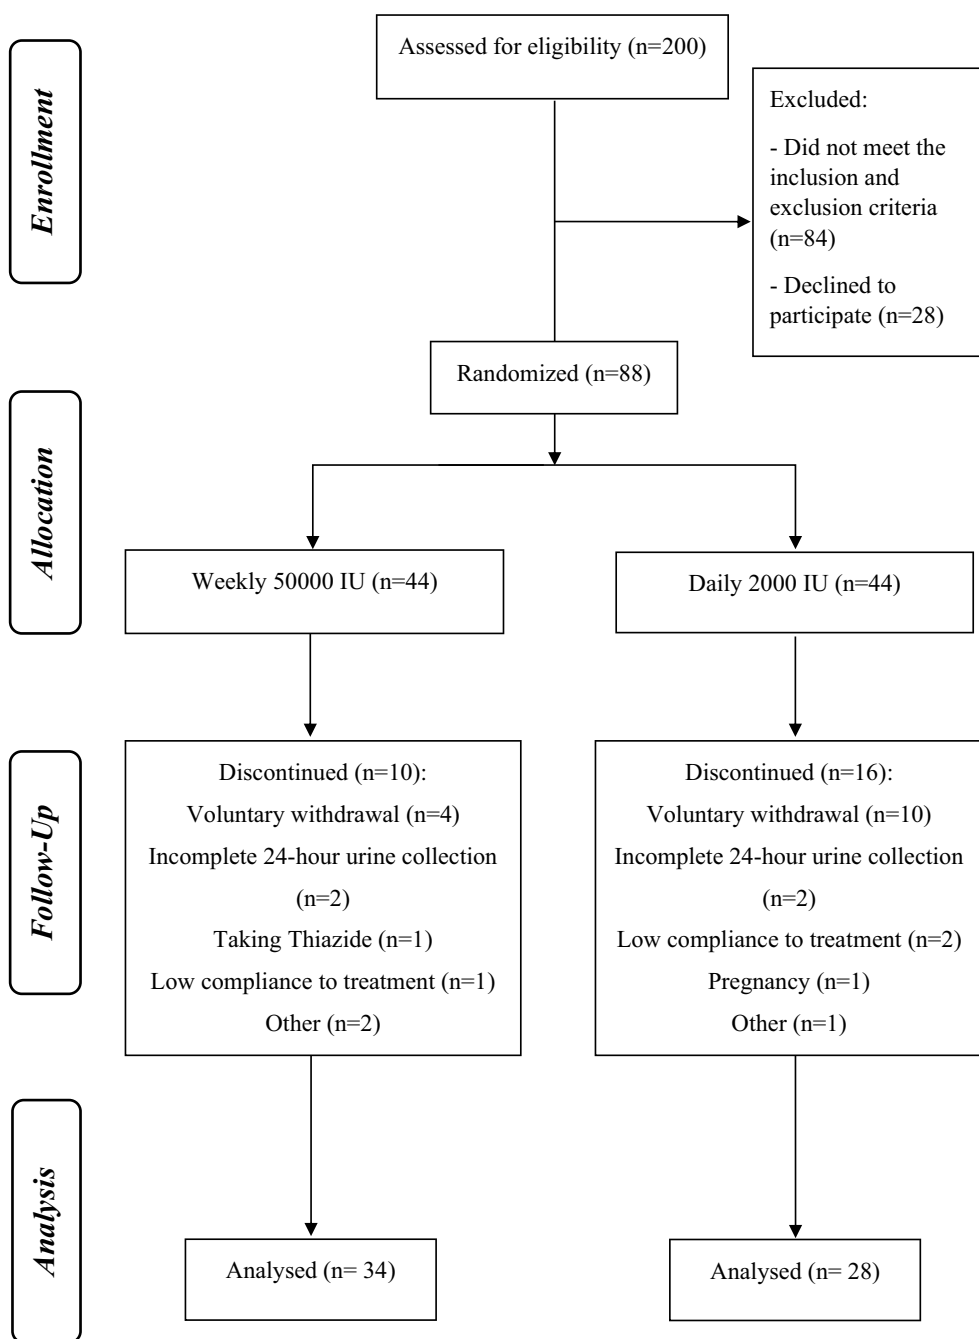 Enrollment
Assessed for eligibility (n=200)
Excluded:
- Did not meet the
inclusion and
exclusion criteria
(n=84)
- Declined to
participate (n=28)
Randomized (n=88)
Allocation
Weekly 50000 IU (n=44)
Daily 2000 IU (n=44)
Follow-Up
Discontinued (n=10):
Voluntary withdrawal (n=4)
Incomplete 24-hour urine collection
(n=2)
Taking Thiazide (n=1)
Low compliance to treatment (n=1)
Other (n=2)
Discontinued (n=16):
Voluntary withdrawal (n=10)
Incomplete 24-hour urine collection
(n=2)
Low compliance to treatment (n=2)
Pregnancy (n=1)
Other (n=1)
Analysis
Analysed (n= 34)
Analysed (n= 28)